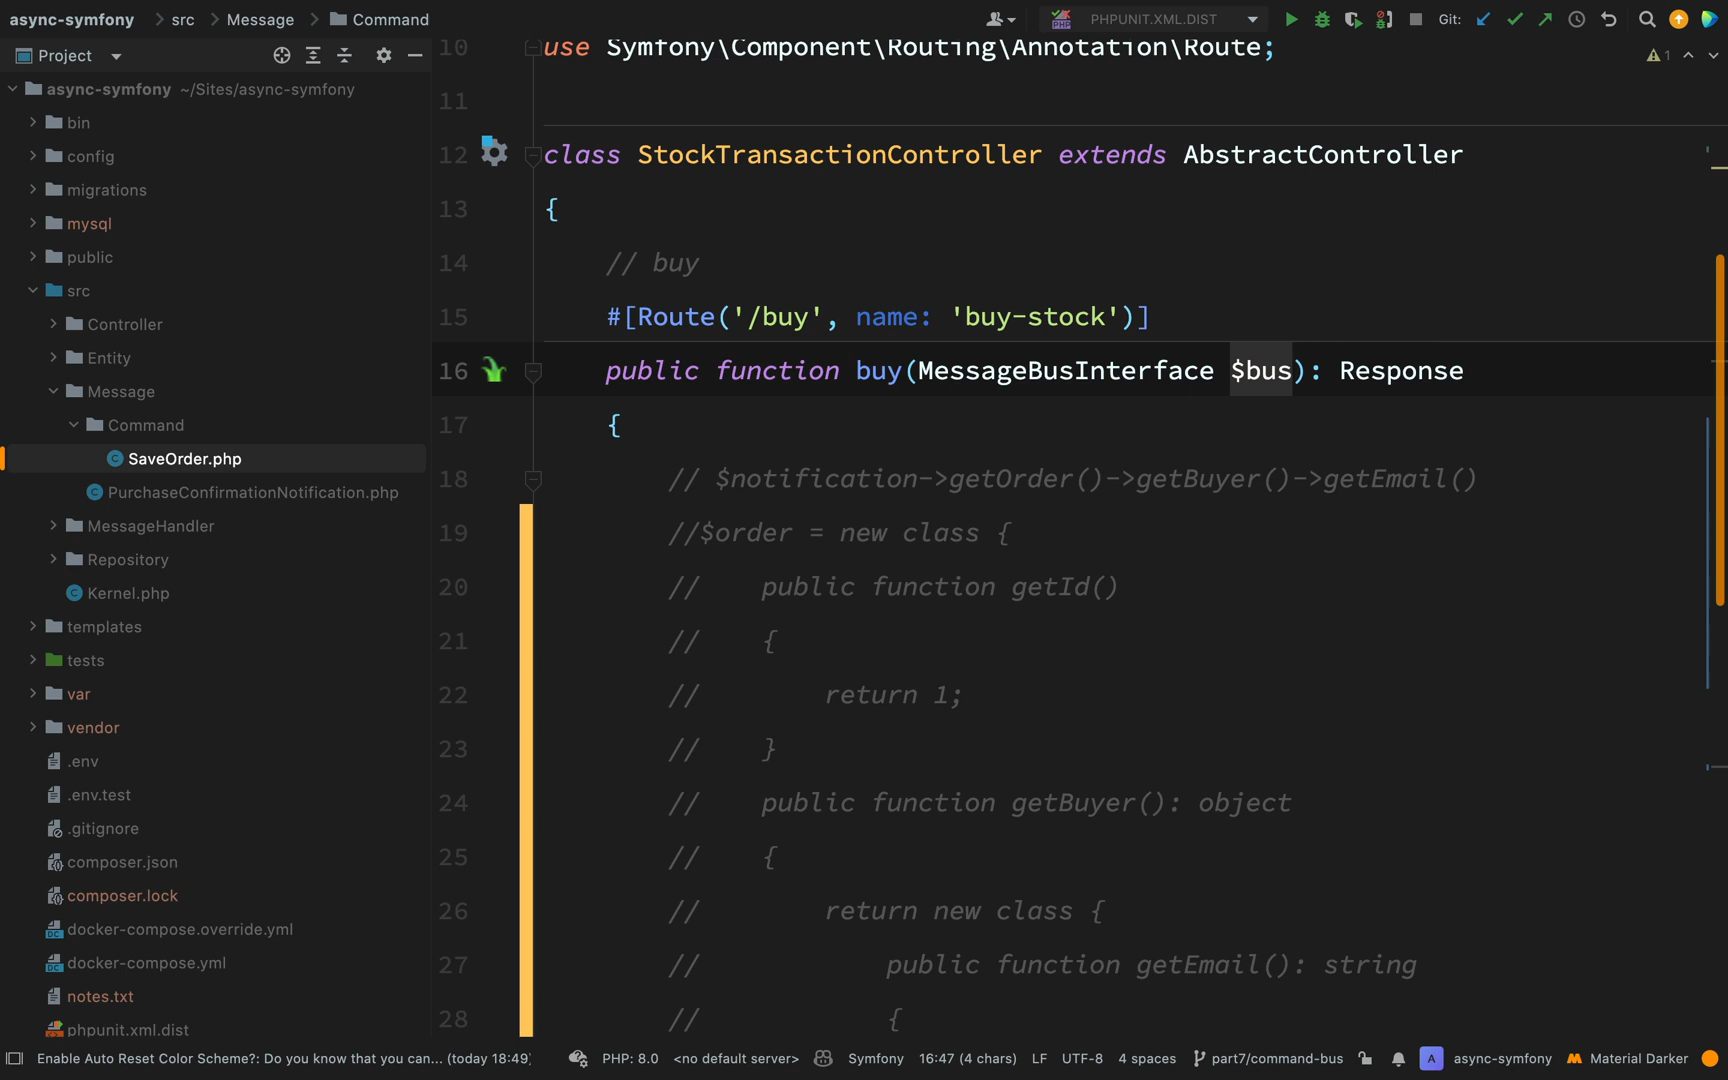 async-symfony src Message Command
PHPUNIT.XML.DIST Git:
Project
async-symfony ~/Sites/async-symfony
bin
config
migrations
mysql
public
src
Controller
Entity
Message
Command
SaveOrder.php
PurchaseConfirmationNotification.php
MessageHandler
Repository
Kernel.php
templates
tests
var
vendor
.env
.env.test
.gitignore
composer.json
composer.lock
docker-compose.override.yml
docker-compose.yml
notes.txt
phpunit.xml.dist
1
10 use Symfony\Component\Routing\Annotation\Route;
11
12 class StockTransactionController extends AbstractController
13 {
14 // buy
15 #[Route('/buy', name: 'buy-stock')]
16 public function buy(MessageBusInterface $bus): Response
17 {
18 // $notification->getOrder()->getBuyer()->getEmail()
19 //$order = new class {
20 // public function getId()
21 // {
22 // return 1;
23 // }
24 // public function getBuyer(): object
25 // {
26 // return new class {
27 // public function getEmail(): string
28 // {
Enable Auto Reset Color Scheme?: Do you know that you can... (today 18:49) PHP: 8.0 <no default server> Symfony 16:47 (4 chars) LF UTF-8 4 spaces part7/command-bus A async-symfony Material Darker